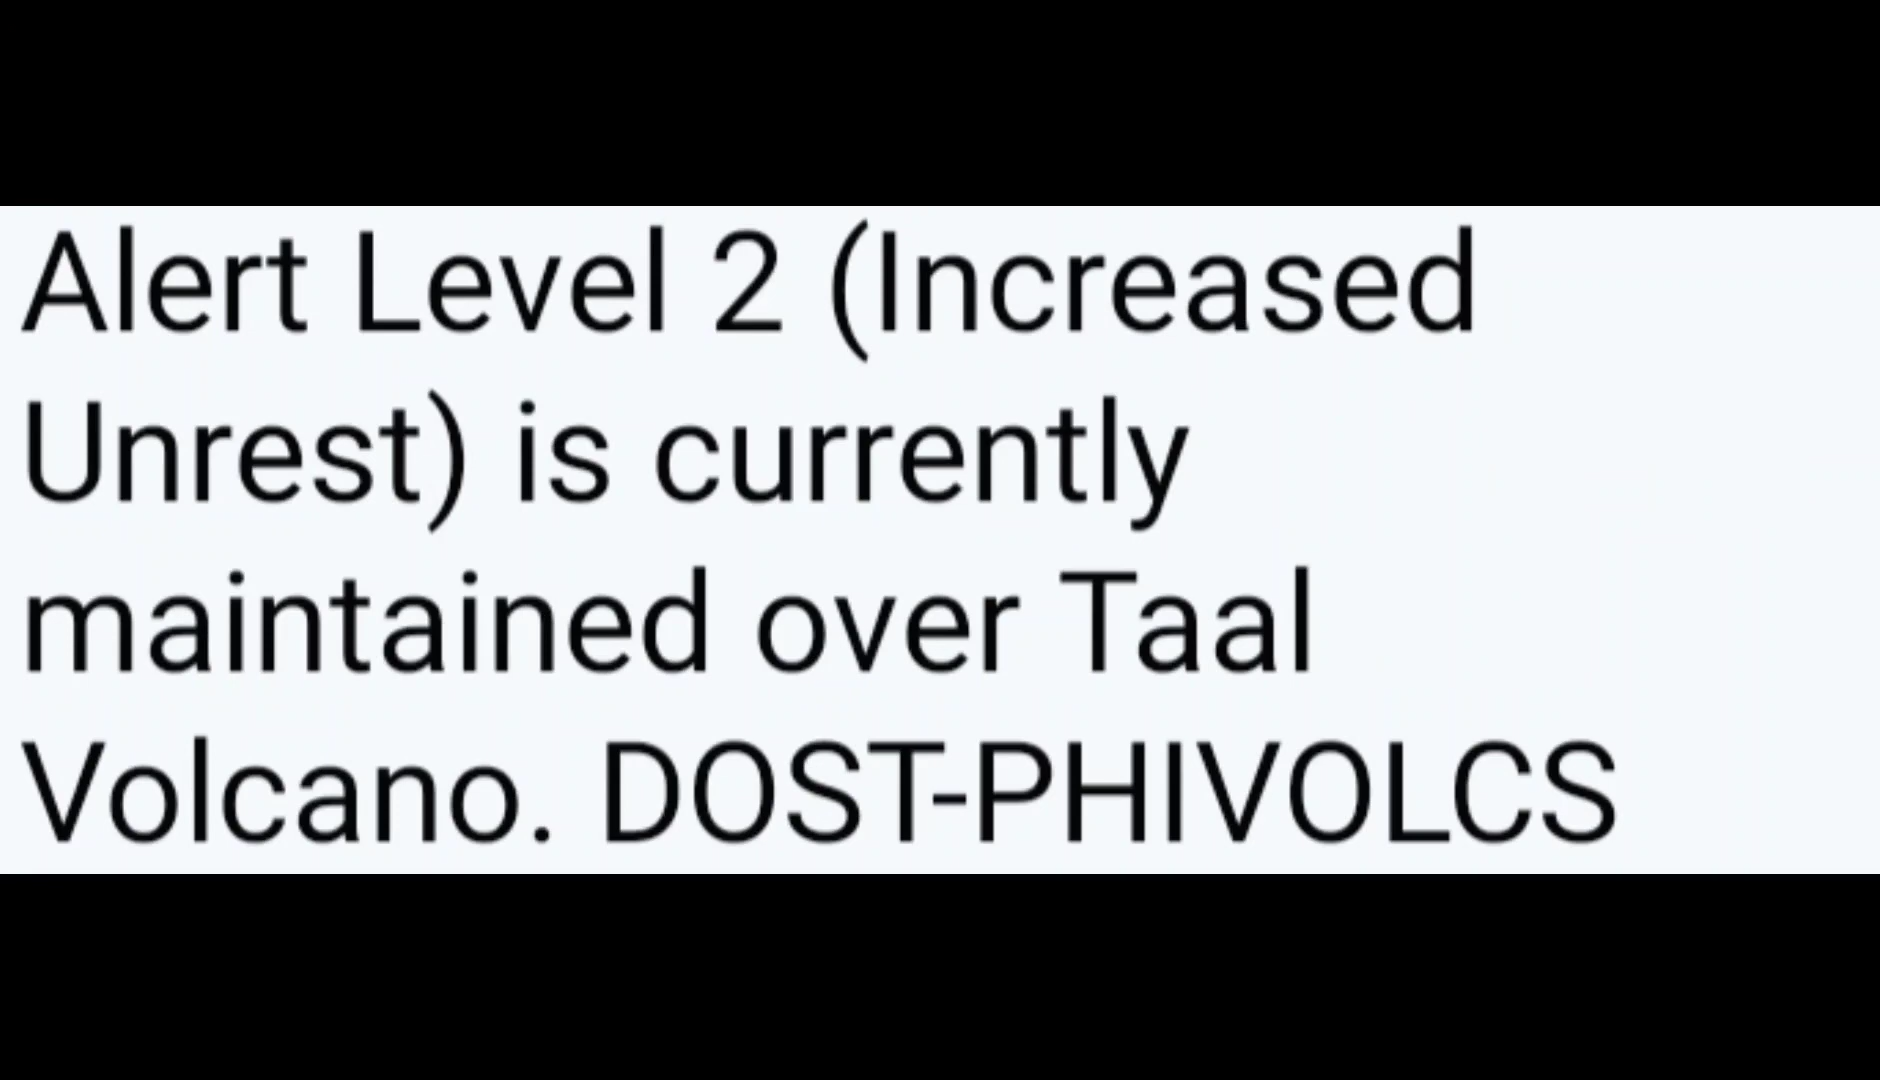 Alert Level 2 (Increased
Unrest) is currently
maintained over Taal
Volcano. DOST-PHIVOLCS